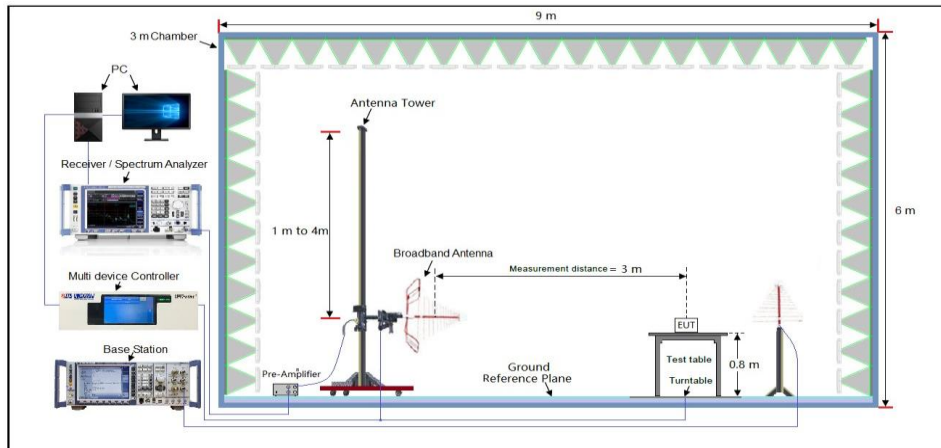 9 m
3 m Chamber
PC
Antenna Tower
Receiver / Spectrum Analyzer
6 m
1 m to 4m
Broadband Antenna
Measurement distance = 3 m
Multi device Controller
EUT
Base Station
Test table
0.8 m
Pre-Amplifier
Ground
Reference Plane
Turntable